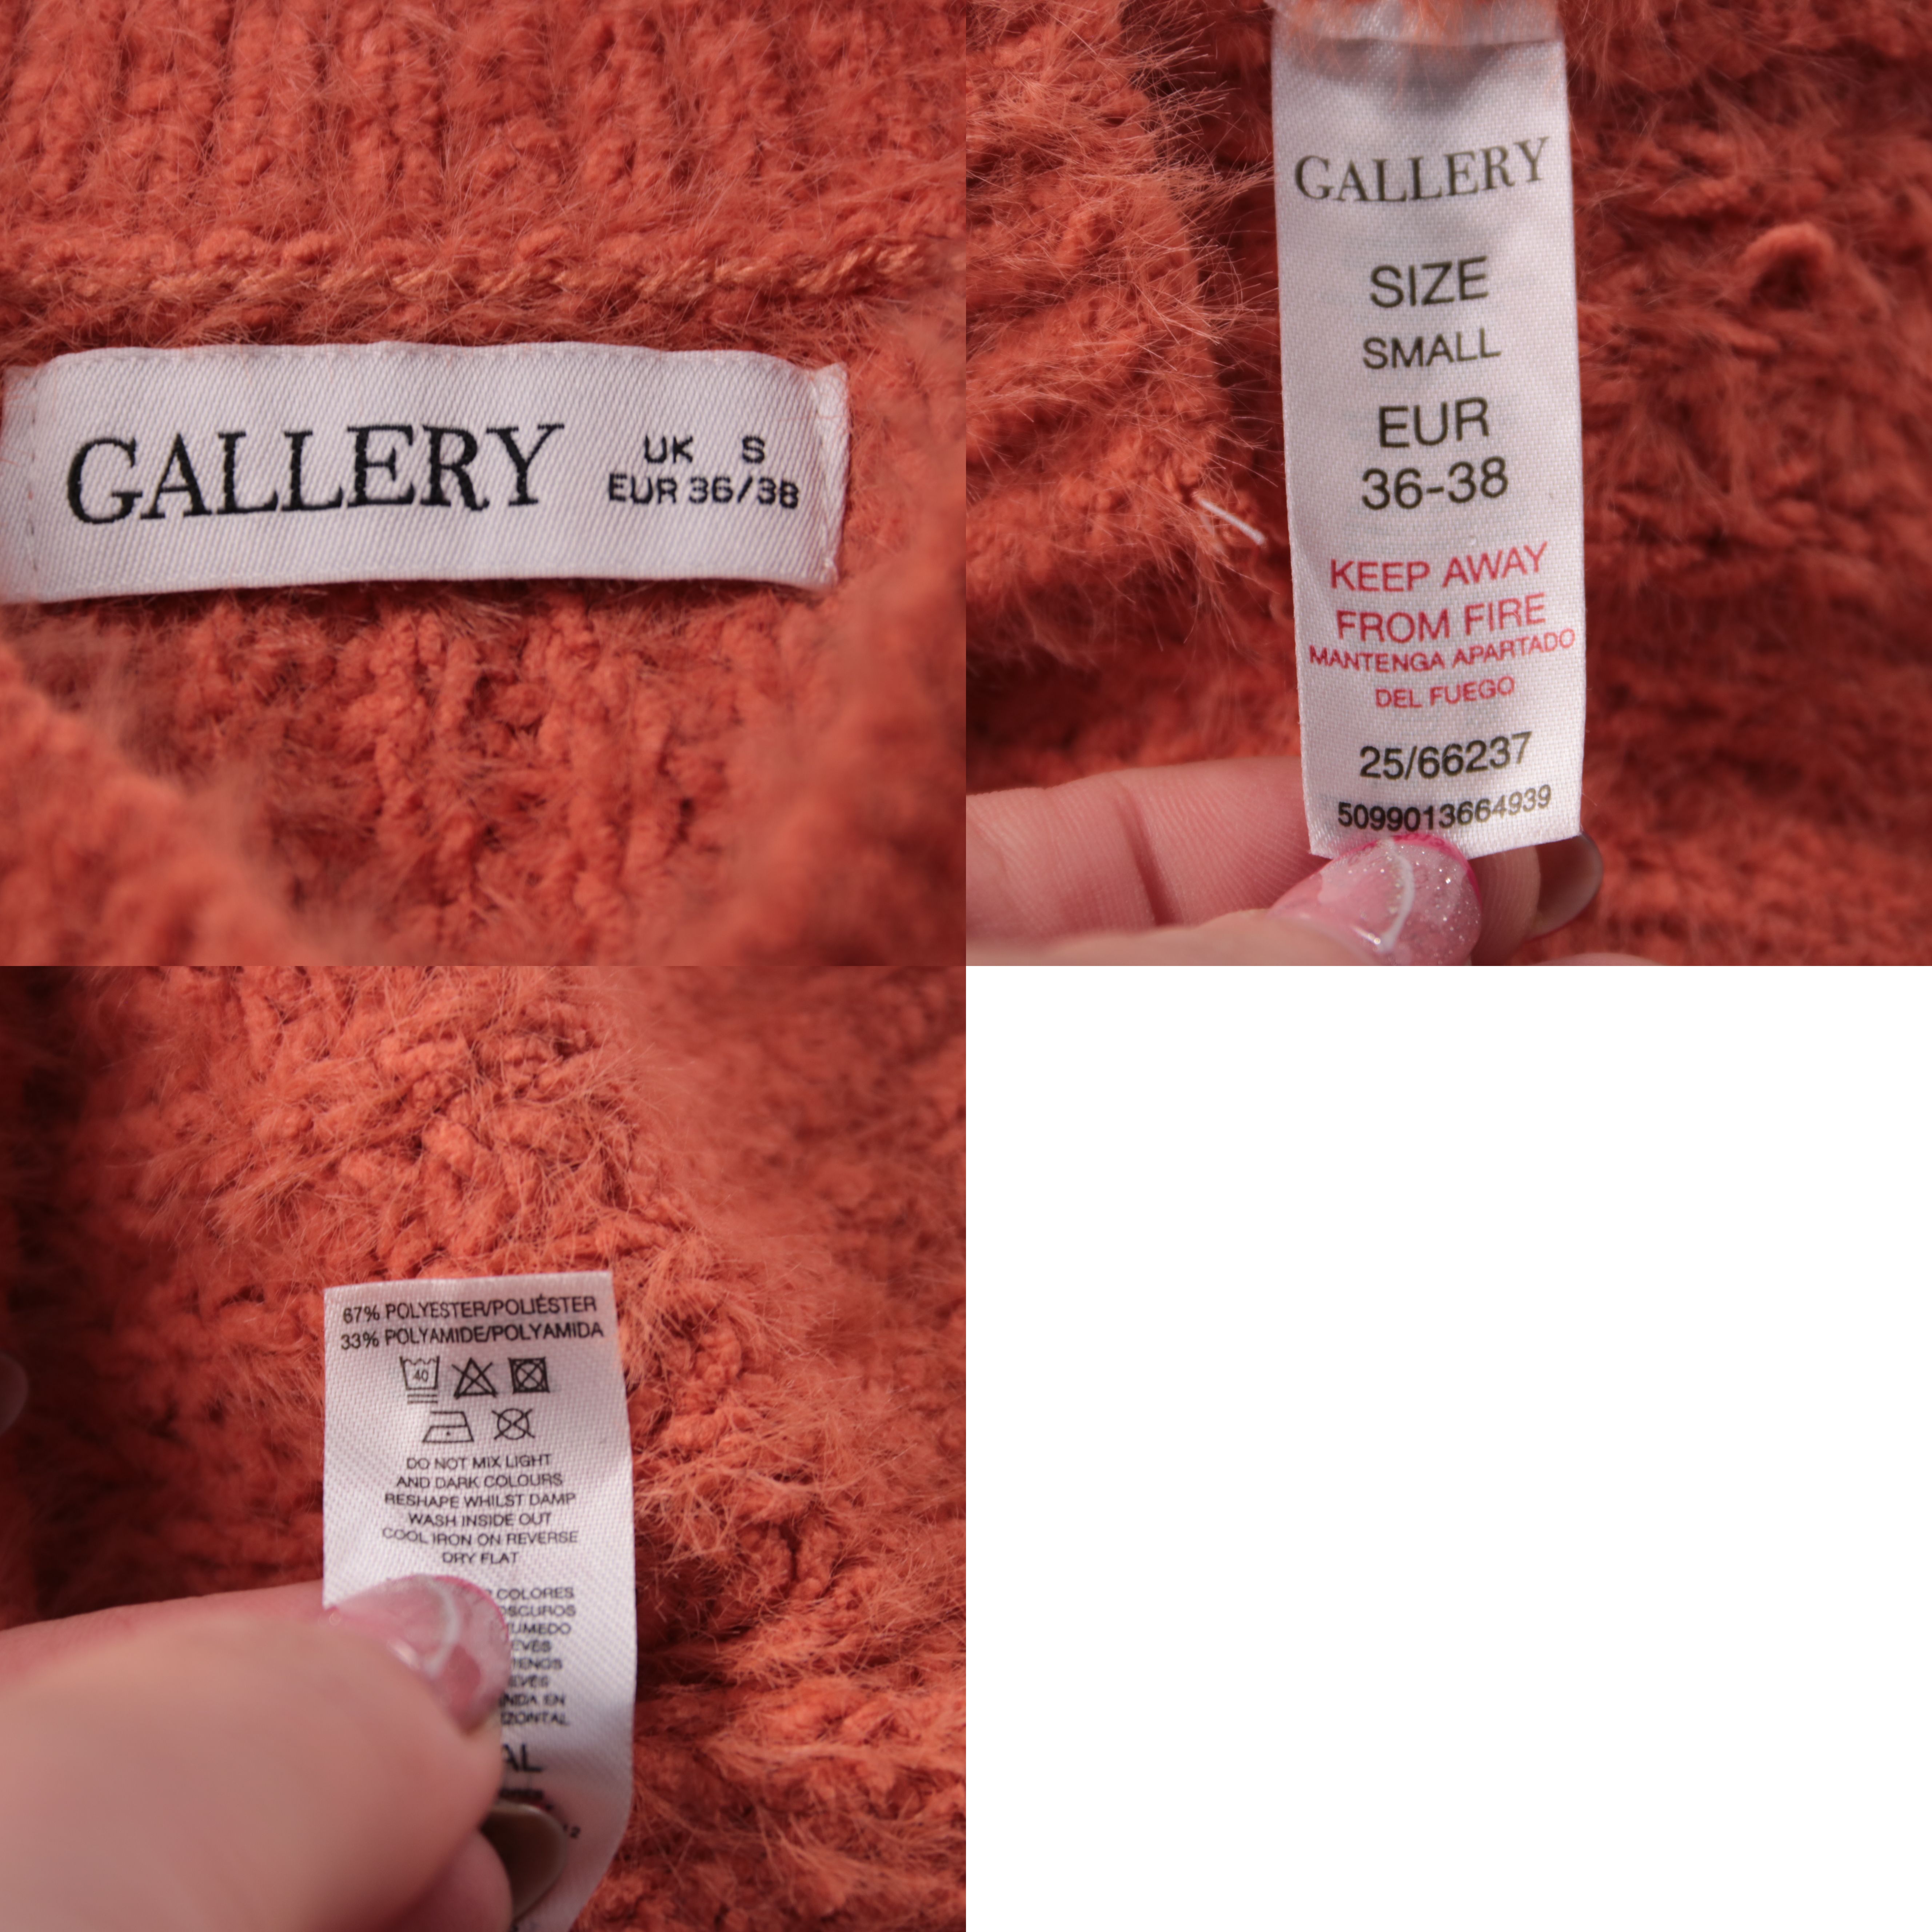 GALLERY
UK S
EUR 36/38
GALLERY
SIZE
SMALL
EUR
36-38
KEEP AWAY
FROM FIRE
MANTENGA APARTADO
DEL FUEGO
25/66237
5099013664939
67% POLYESTER/POLIÉSTER
33% POLYAMIDE/POLYAMIDA
40
DO NOT MIX LIGHT
AND DARK COLOURS
RESHAPE WHILST DAMP
WASH INSIDE OUT
COOL IRON ON REVERSE
DRY FLAT
COLORES